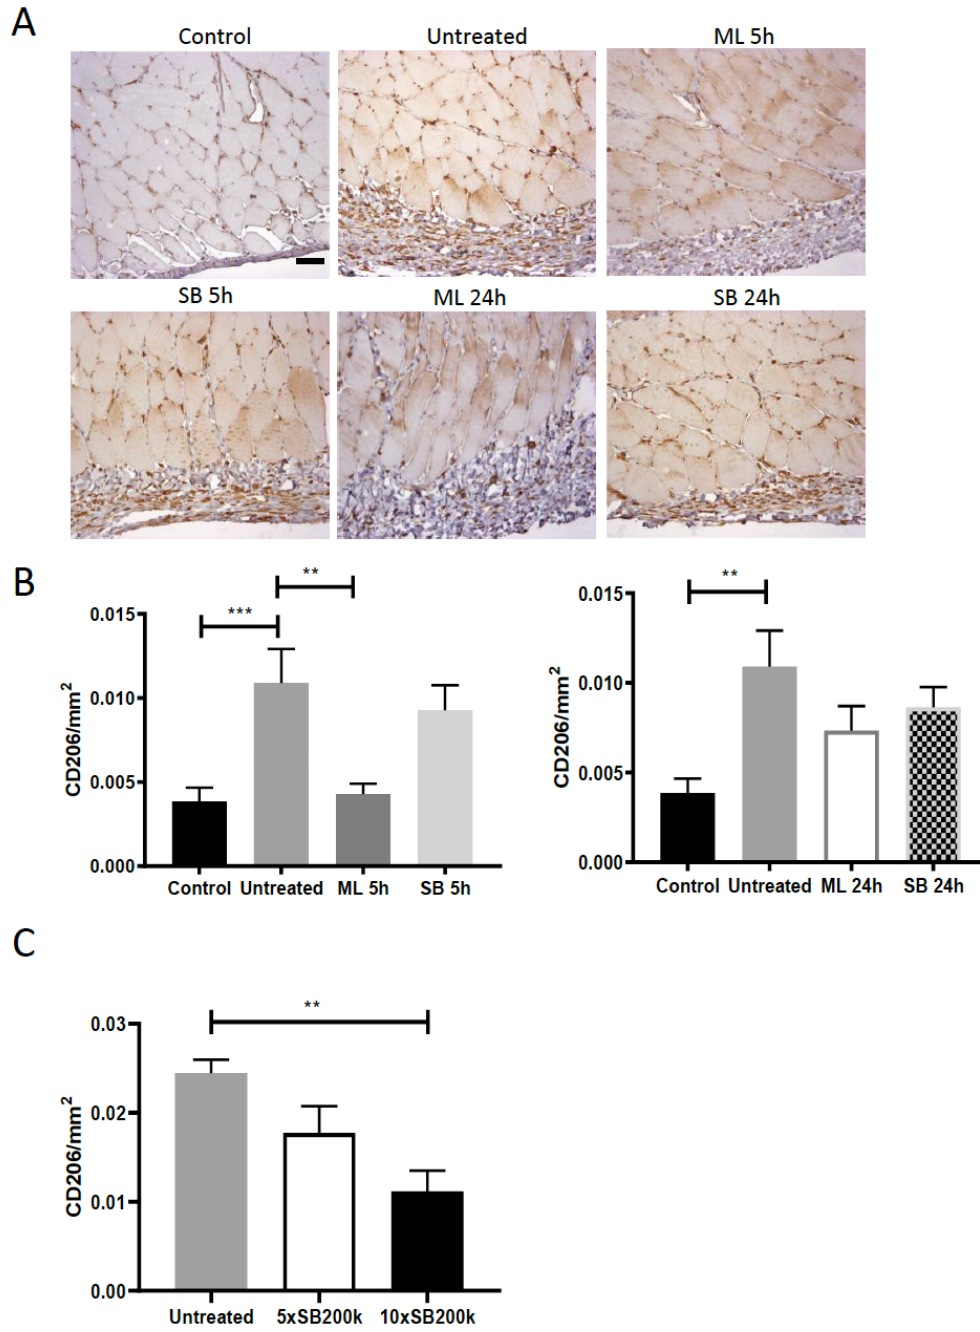 A
Control Untreated ML 5h
SB 5h ML 24h SB 24h
B
** 
***
0.015
0.010
0.005
0.000
CD206/mm²
Control Untreated ML 5h SB 5h
**
0.015
0.010
0.005
0.000
CD206/mm²
Control Untreated ML 24h SB 24h
C
**
0.03
0.02
0.01
0.00
CD206/mm²
Untreated 5xSB200k 10xSB200k